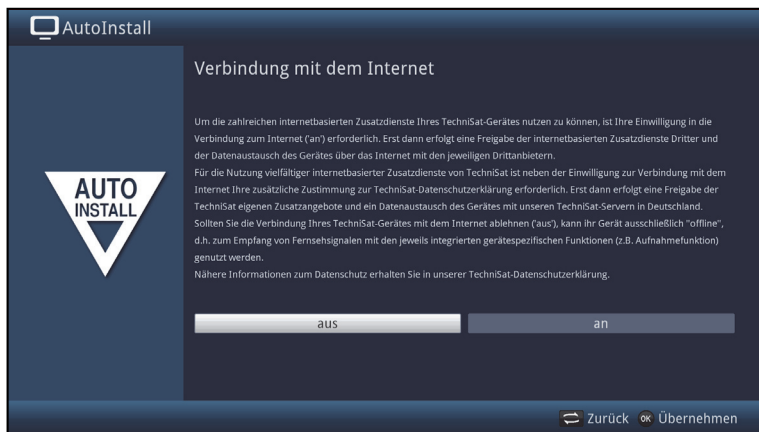 AutoInstall
Verbindung mit dem Internet
Um die zahlreichen internetbasierten Zusatzdienste Ihres TechniSat-Gerätes nutzen zu können, ist Ihre Einwilligung in die
Verbindung zum Internet ('an') erforderlich. Erst dann erfolgt eine Freigabe der internetbasierten Zusatzdienste Dritter und
der Datenaustausch des Gerätes über das Internet mit den jeweiligen Drittanbietern.
Für die Nutzung vielfältiger internetbasierter Zusatzdienste von TechniSat ist neben der Einwilligung zur Verbindung mit dem
Internet Ihre zusätzliche Zustimmung zur TechniSat-Datenschutzerklärung erforderlich. Erst dann erfolgt eine Freigabe der
TechniSat eigenen Zusatzangebote und ein Datenaustausch des Gerätes mit unseren TechniSat-Servern in Deutschland.
Sollten Sie die Verbindung Ihres TechniSat-Gerätes mit dem Internet ablehnen ('aus'), kann ihr Gerät ausschließlich "offline",
d.h. zum Empfang von Fernsehsignalen mit den jeweils integrierten gerätespezifischen Funktionen (z.B. Aufnahmefunktion)
genutzt werden.
Nähere Informationen zum Datenschutz erhalten Sie in unserer TechniSat-Datenschutzerklärung.
AUTO
INSTALL
aus
an
Zurück
OK Übernehmen